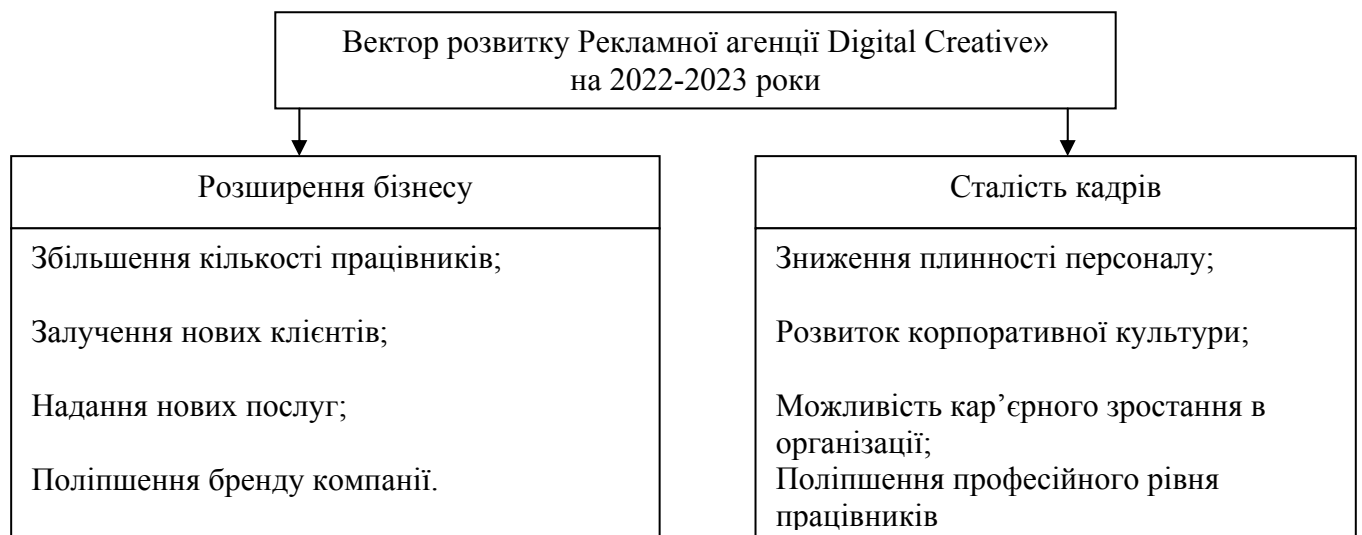 Вектор розвитку Рекламної агенції Digital Creative»
на 2022-2023 роки
Розширення бізнесу
Збільшення кількості працівників;
Залучення нових клієнтів;
Надання нових послуг;
Поліпшення бренду компанії.
Сталість кадрів
Зниження плинності персоналу;
Розвиток корпоративної культури;
Можливість кар’єрного зростання в
організації;
Поліпшення професійного рівня
працівників